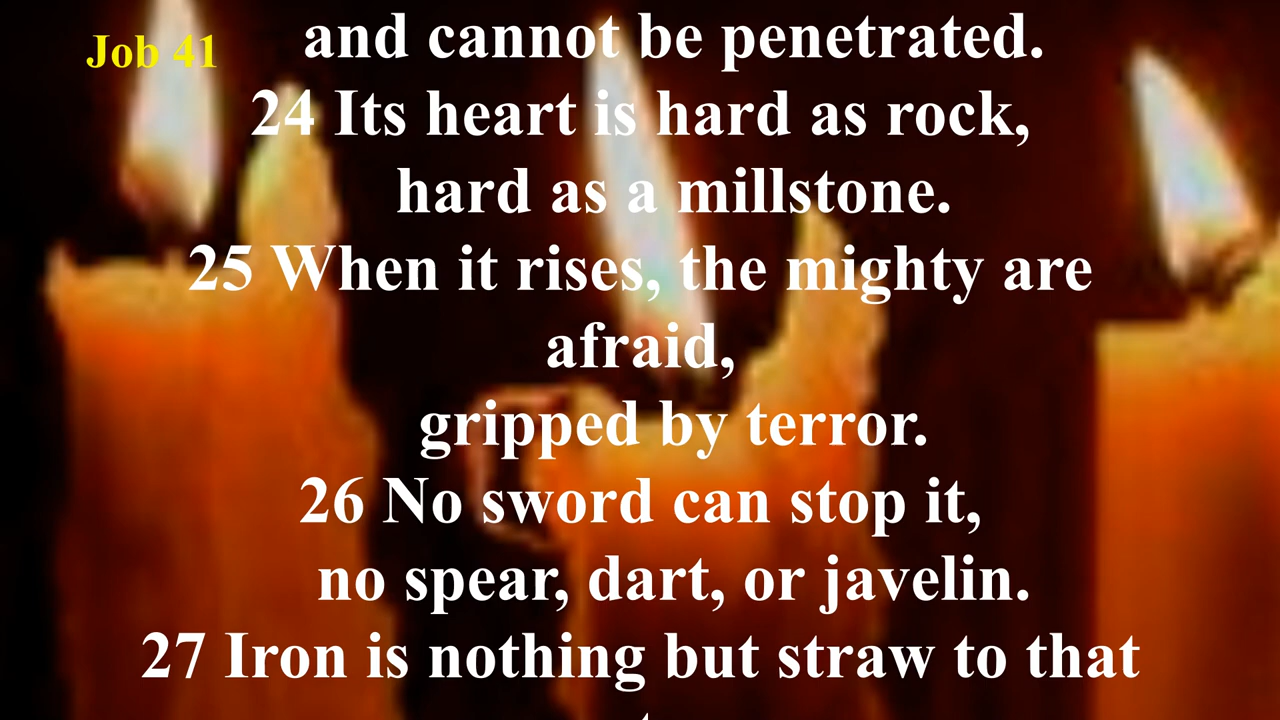 Job 41
and cannot be penetrated.
24 Its heart is hard as rock,
hard as a millstone.
25 When it rises, the mighty are
afraid,
gripped by terror.
26 No sword can stop it,
no spear, dart, or javelin.
27 Iron is nothing but straw to that